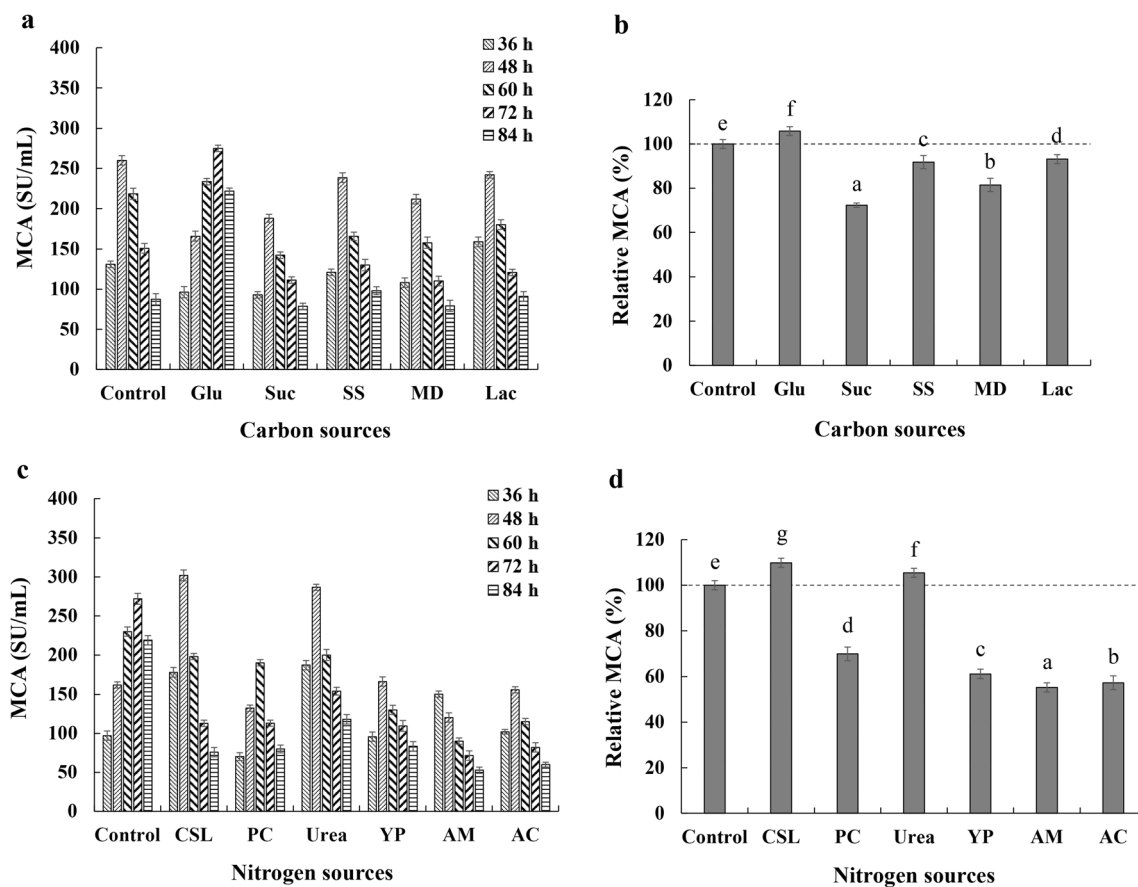 a
400
350
300
250
200
150
100
50
0
MCA (SU/mL)
36 h
48 h
60 h
72 h
84 h
Control Glu Suc SS MD Lac
Carbon sources
b
120
100
80
60
40
20
0
Relative MCA (%)
e f a c b d
Control Glu Suc SS MD Lac
Carbon sources
c
400
350
300
250
200
150
100
50
0
MCA (SU/mL)
36 h
48 h
60 h
72 h
84 h
Control CSL PC Urea YP AM AC
Nitrogen sources
d
120
100
80
60
40
20
0
Relative MCA (%)
e g d f c a b
Control CSL PC Urea YP AM AC
Nitrogen sources